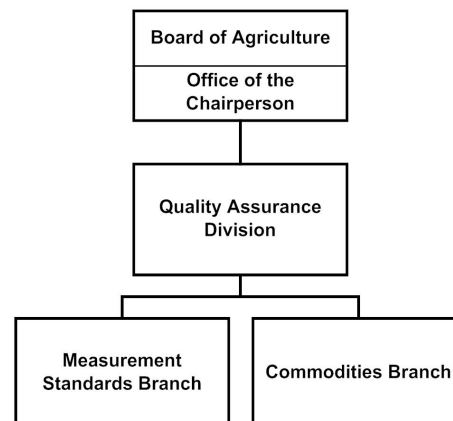 Board of Agriculture
Office of the
Chairperson
Quality Assurance
Division
Measurement
Standards Branch
Commodities Branch